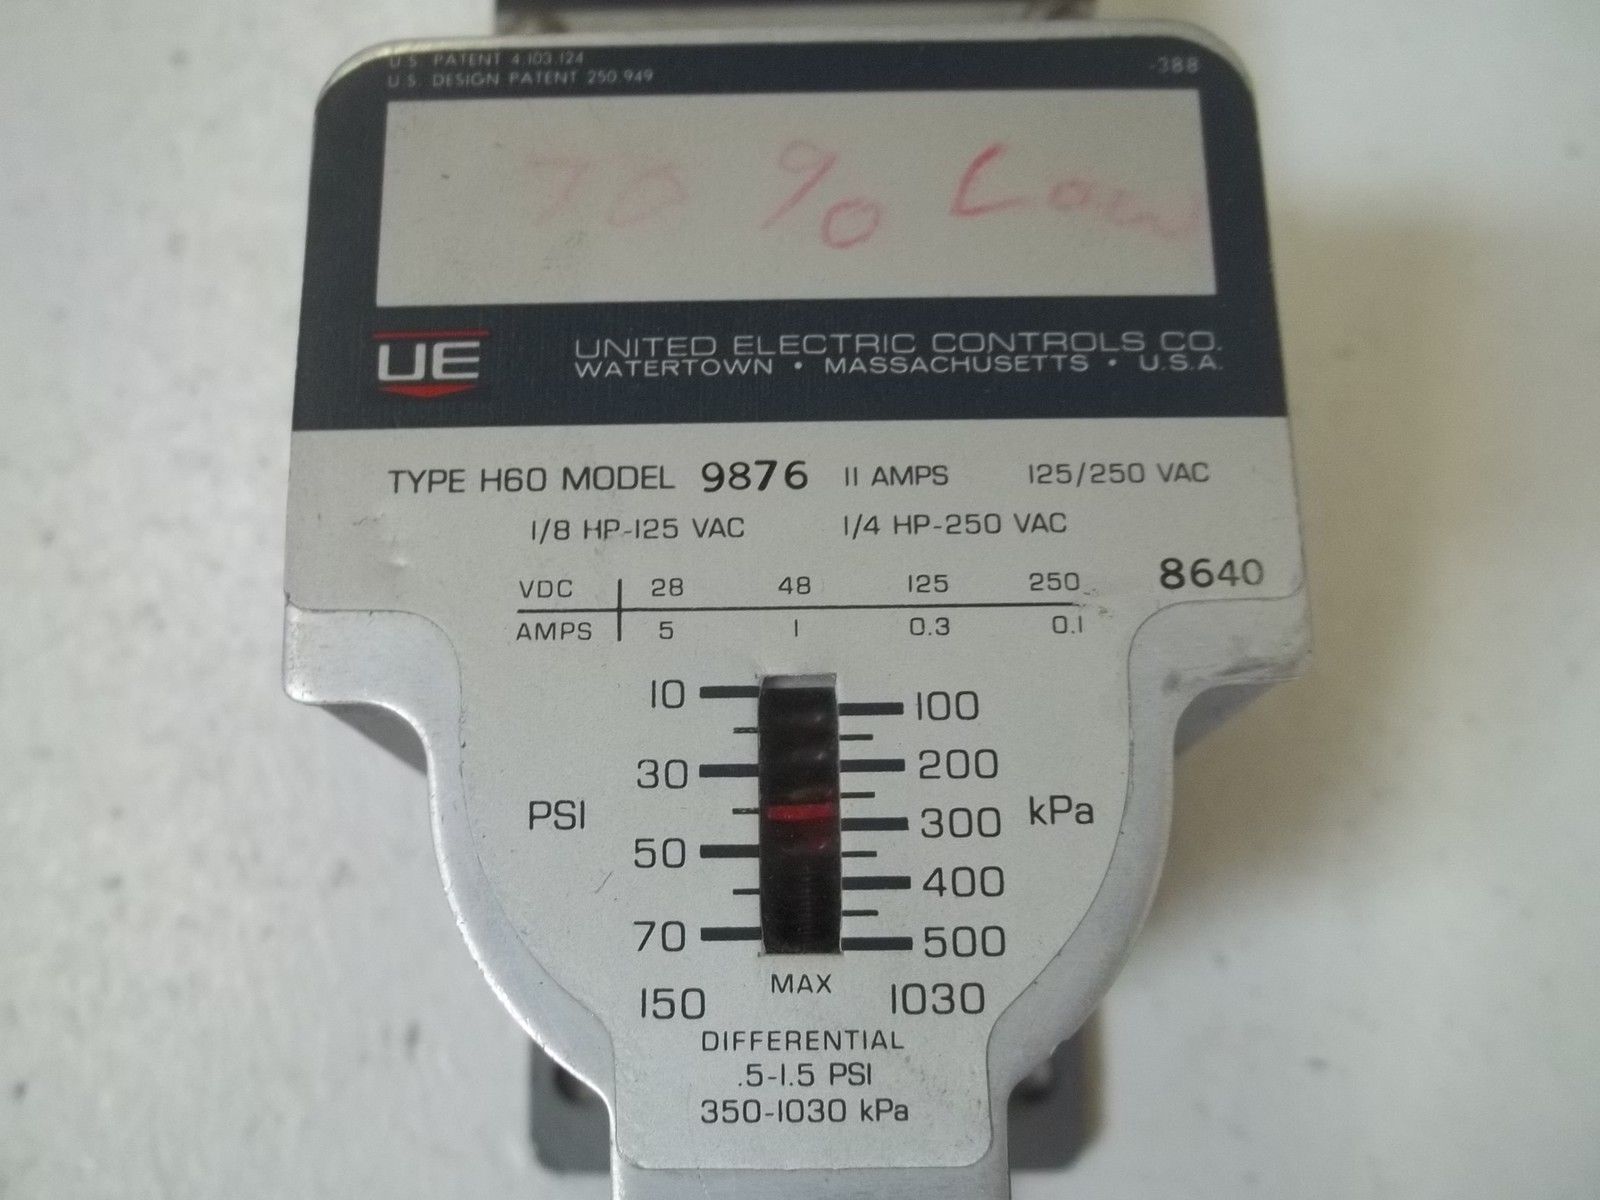 U.S. PATENT 4.103.124
U.S. DESIGN PATENT 250.949
-388
70 % Low
UE
UNITED ELECTRIC CONTROLS CO.
WATERTOWN • MASSACHUSETTS • U.S.A.
TYPE H60 MODEL 9876 11 AMPS 125/250 VAC
1/8 HP-125 VAC 1/4 HP-250 VAC
8640
VDC 28 48 125 250
AMPS 5 1 0.3 0.1
10 100
30 200
PSI 300 kPa
50 400
70 500
MAX
150 1030
DIFFERENTIAL
.5-1.5 PSI
350-1030 kPa